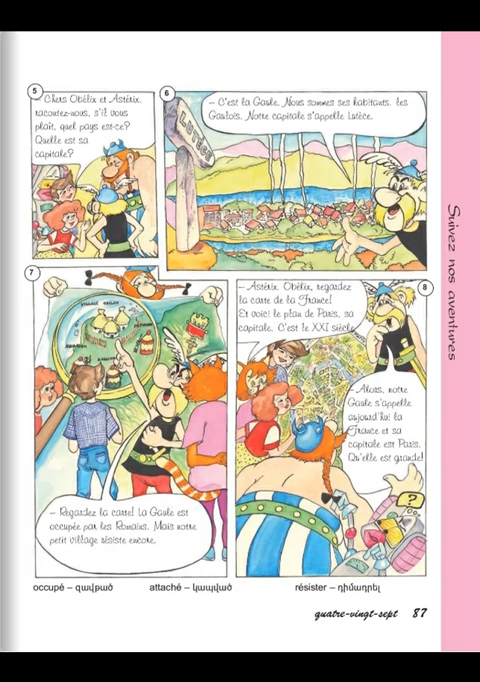 5
– Chers Obélix et Astérix,
racontez-nous, s'il vous
plaît, quel pays est-ce?
Quelle est sa
capitale?
6
– C'est la Gaule. Nous sommes ses habitants, les
Gaulois. Notre capitale s'appelle Lutèce.
LUTÈCE
7
– Regardez la carte! La Gaule est
occupée par les Romains. Mais notre
petit village résiste encore.
8
– Astérix, Obélix, regardez
la carte de la France!
Et voici le plan de Paris, sa
capitale. C'est le XXI siècle.
– Alors, notre
Gaule s'appelle
aujourd'hui la
France et sa
capitale est Paris.
Qu'elle est grande!
?
occupé – զավթած attaché – կապված résister – դիմադրել
quatre-vingt-sept 87
Suivez nos aventures